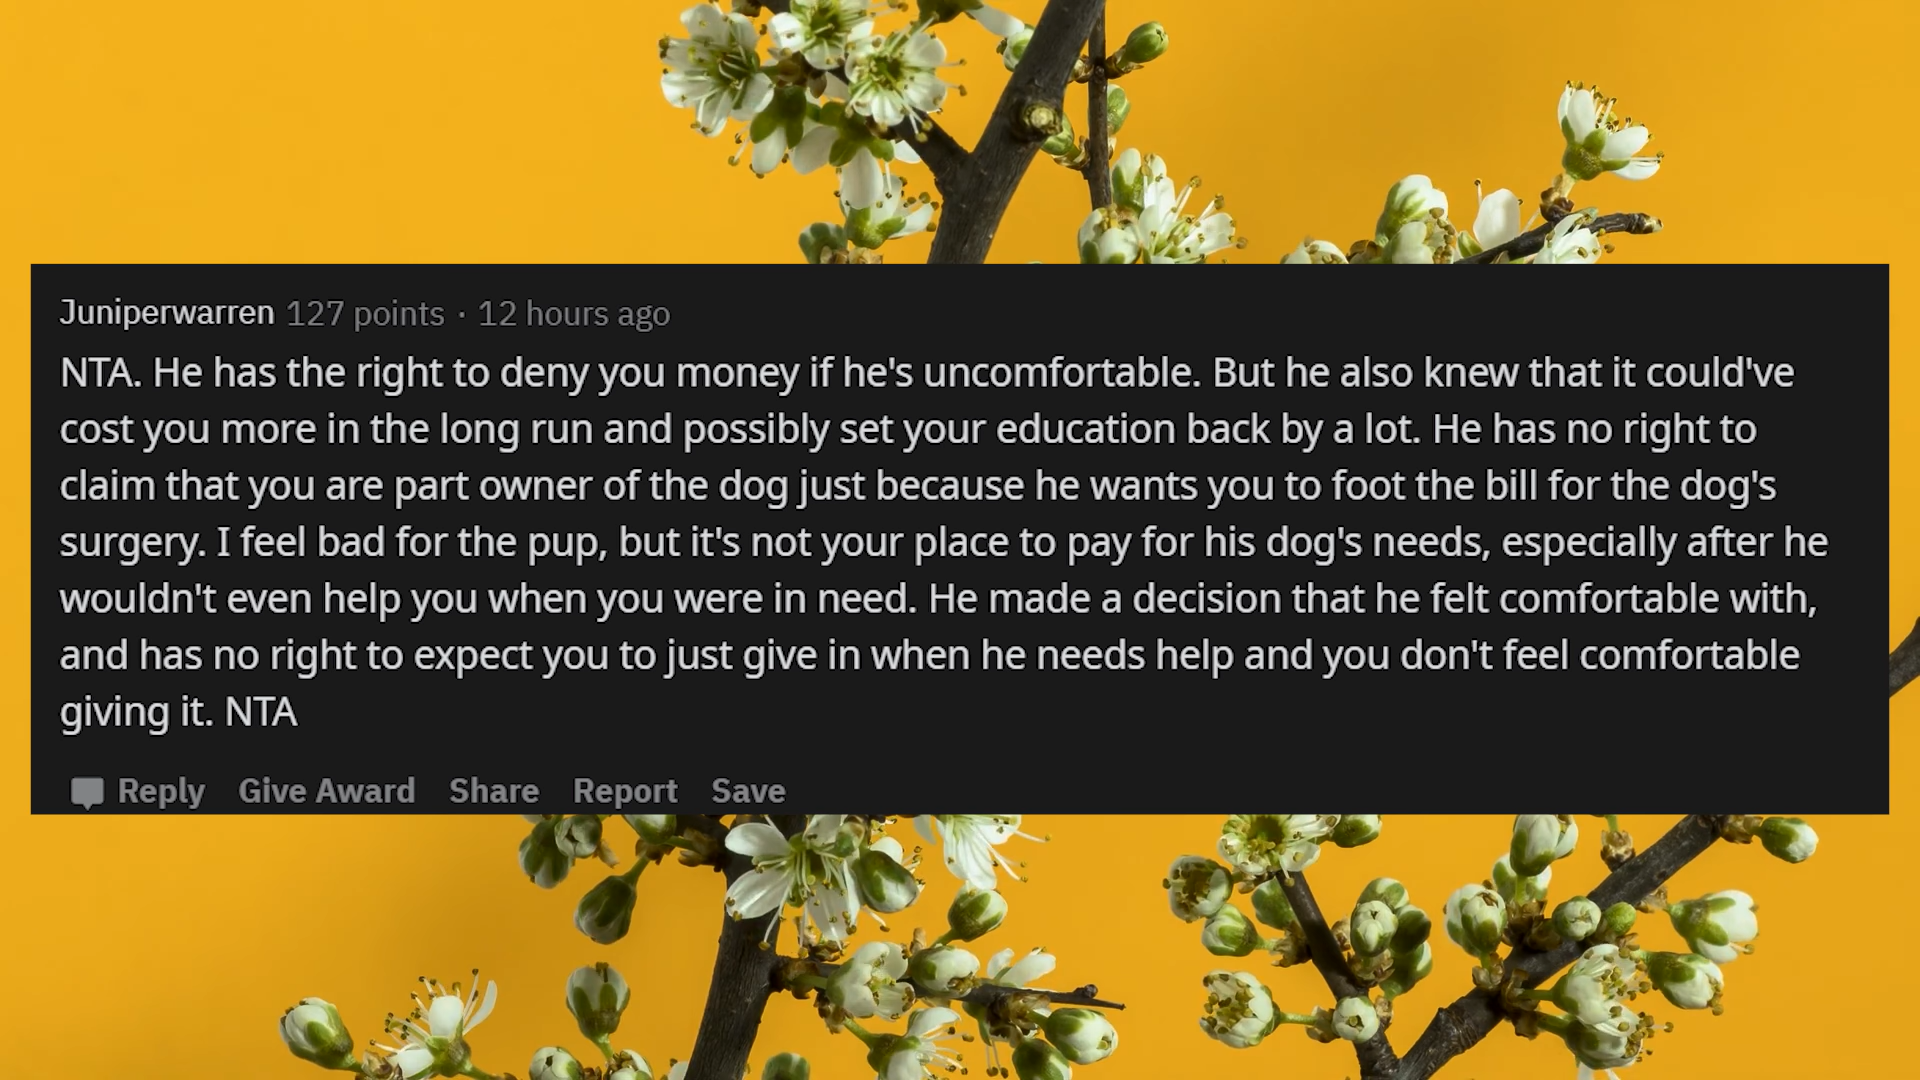 Juniperwarren 127 points · 12 hours ago
NTA. He has the right to deny you money if he's uncomfortable. But he also knew that it could've
cost you more in the long run and possibly set your education back by a lot. He has no right to
claim that you are part owner of the dog just because he wants you to foot the bill for the dog's
surgery. I feel bad for the pup, but it's not your place to pay for his dog's needs, especially after he
wouldn't even help you when you were in need. He made a decision that he felt comfortable with,
and has no right to expect you to just give in when he needs help and you don't feel comfortable
giving it. NTA
Reply Give Award Share Report Save